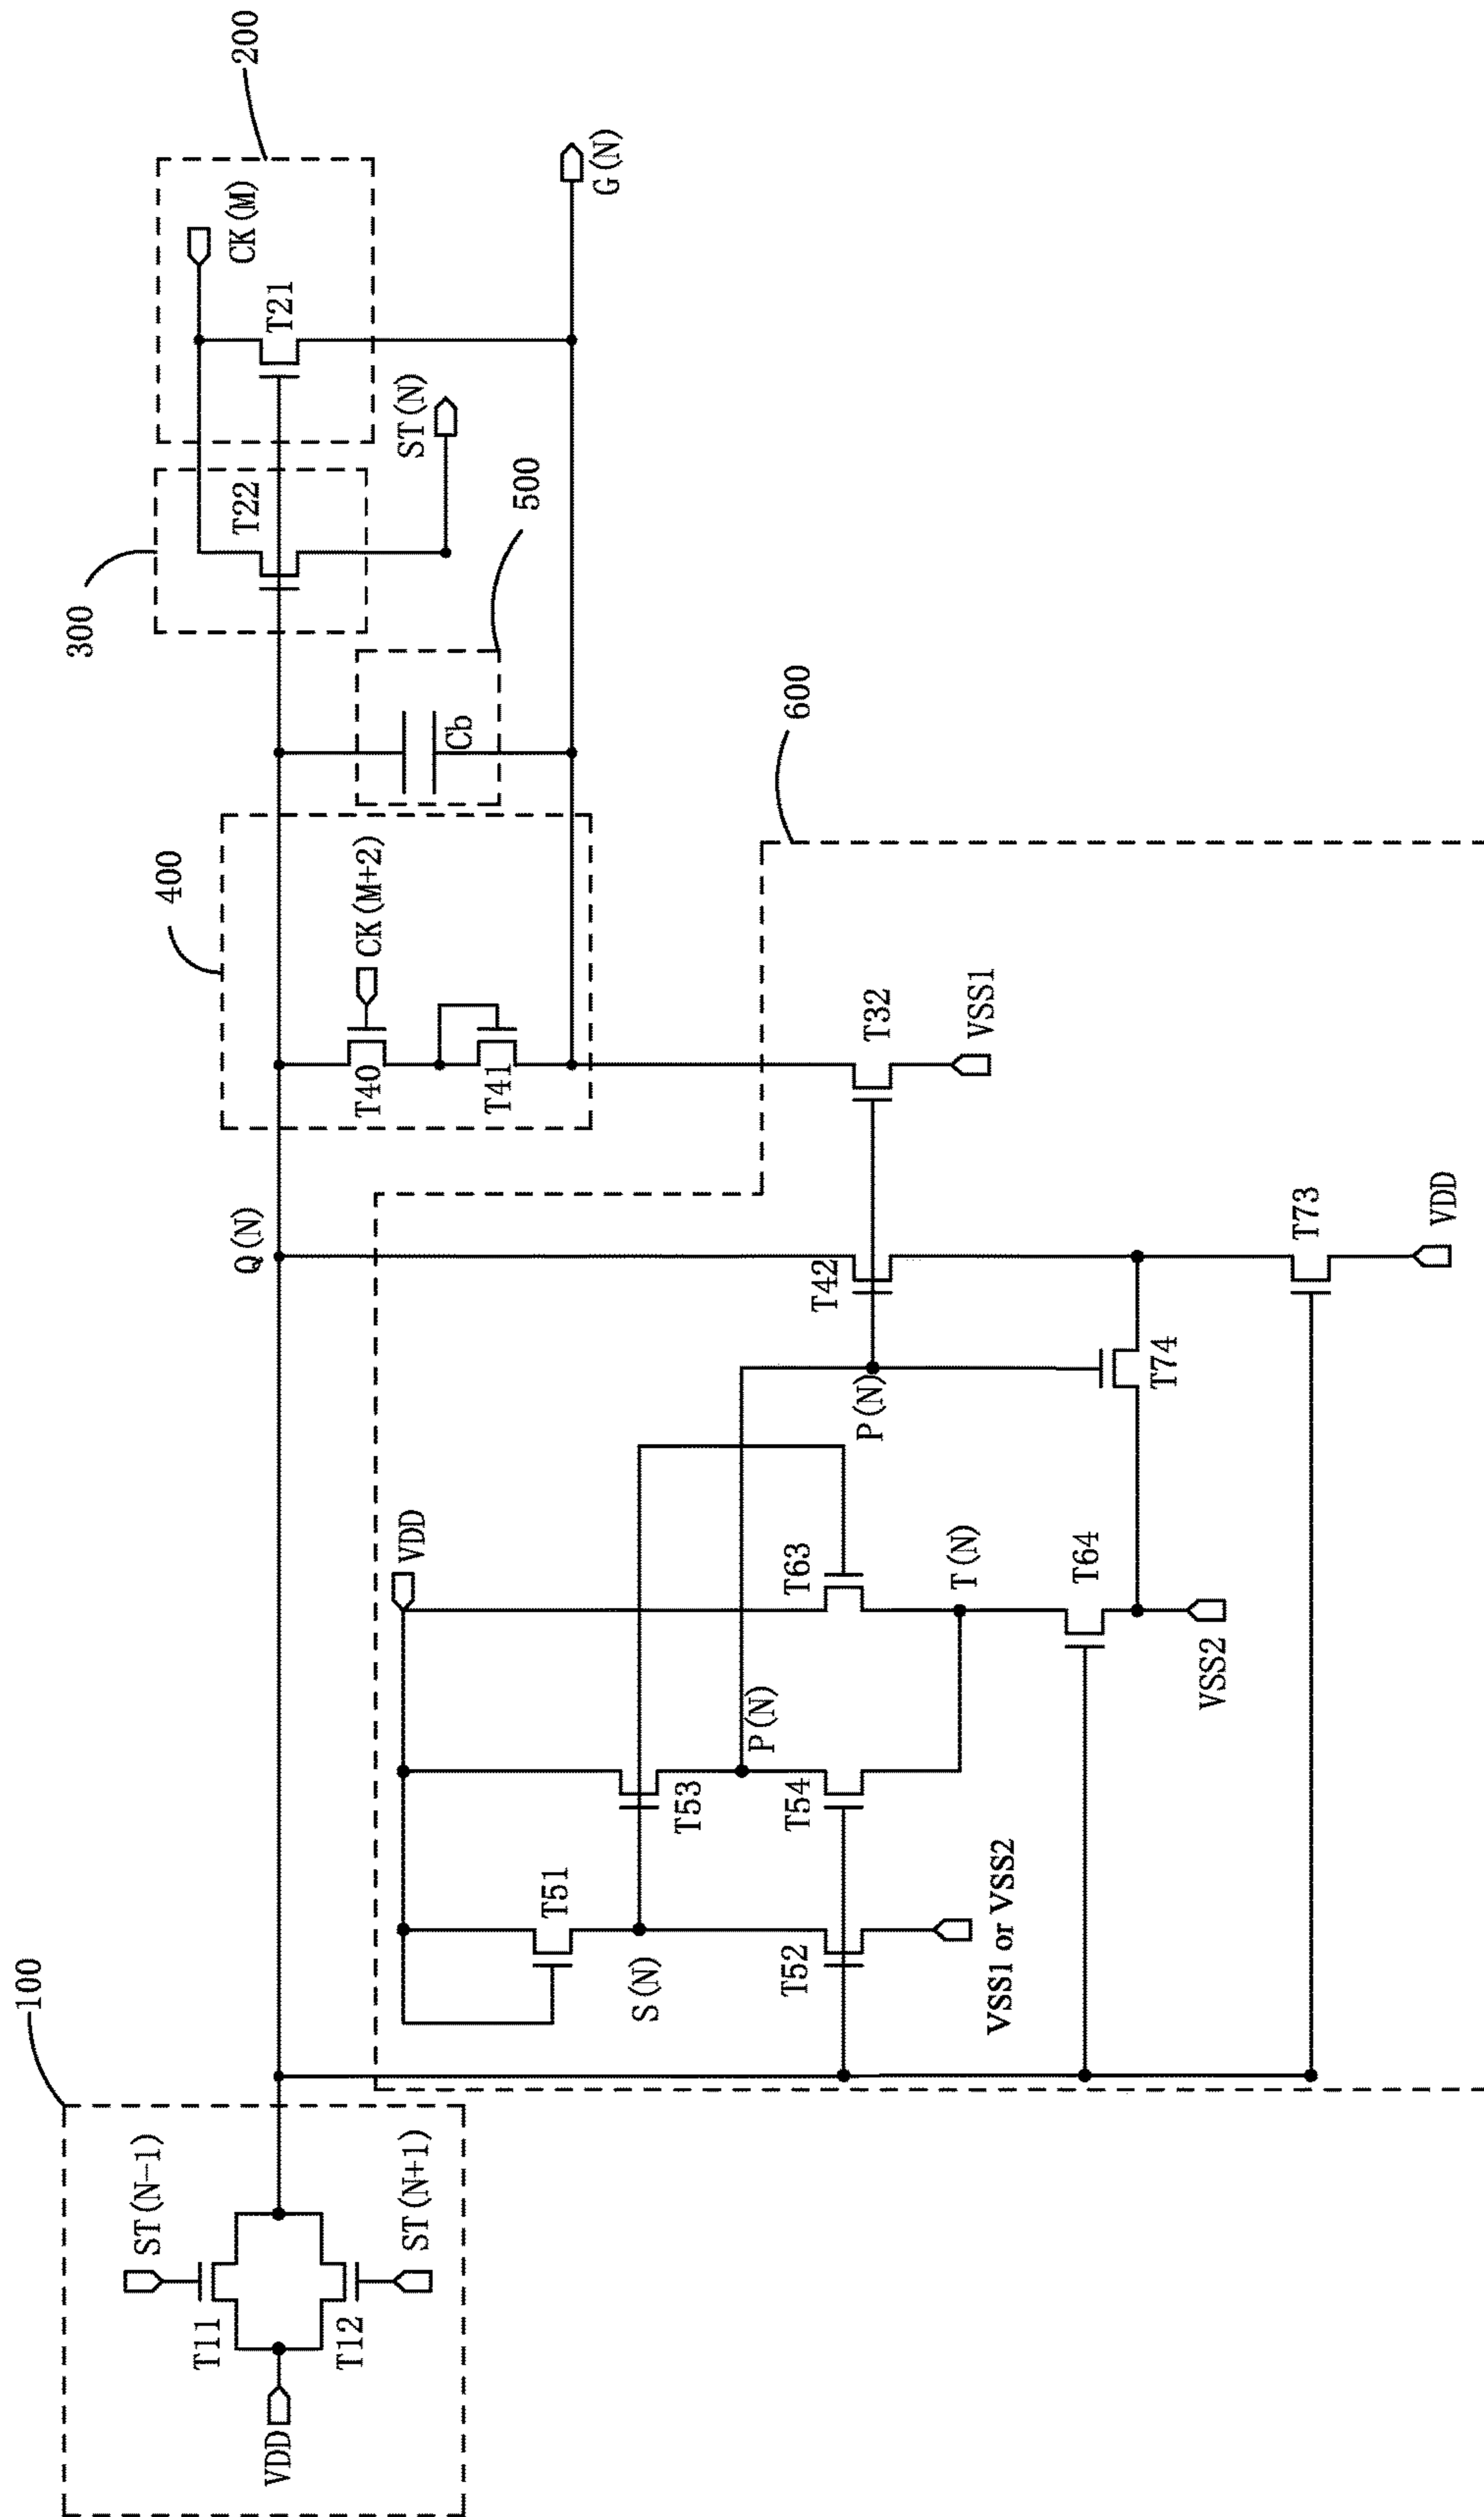 100
VDD
T11
T12
ST(N-1)
ST(N+1)
Q(N)
400
T40
CK(M+2)
T41
300
T22
Cb
500
ST(N)
200
CK(M)
T21
G(N)
600
VDD
T51
S(N)
T52
VSS1 or VSS2
T53
P(N)
T54
T63
T(N)
T64
VSS2
P(N)
T42
T74
T73
VDD
T32
VSS1